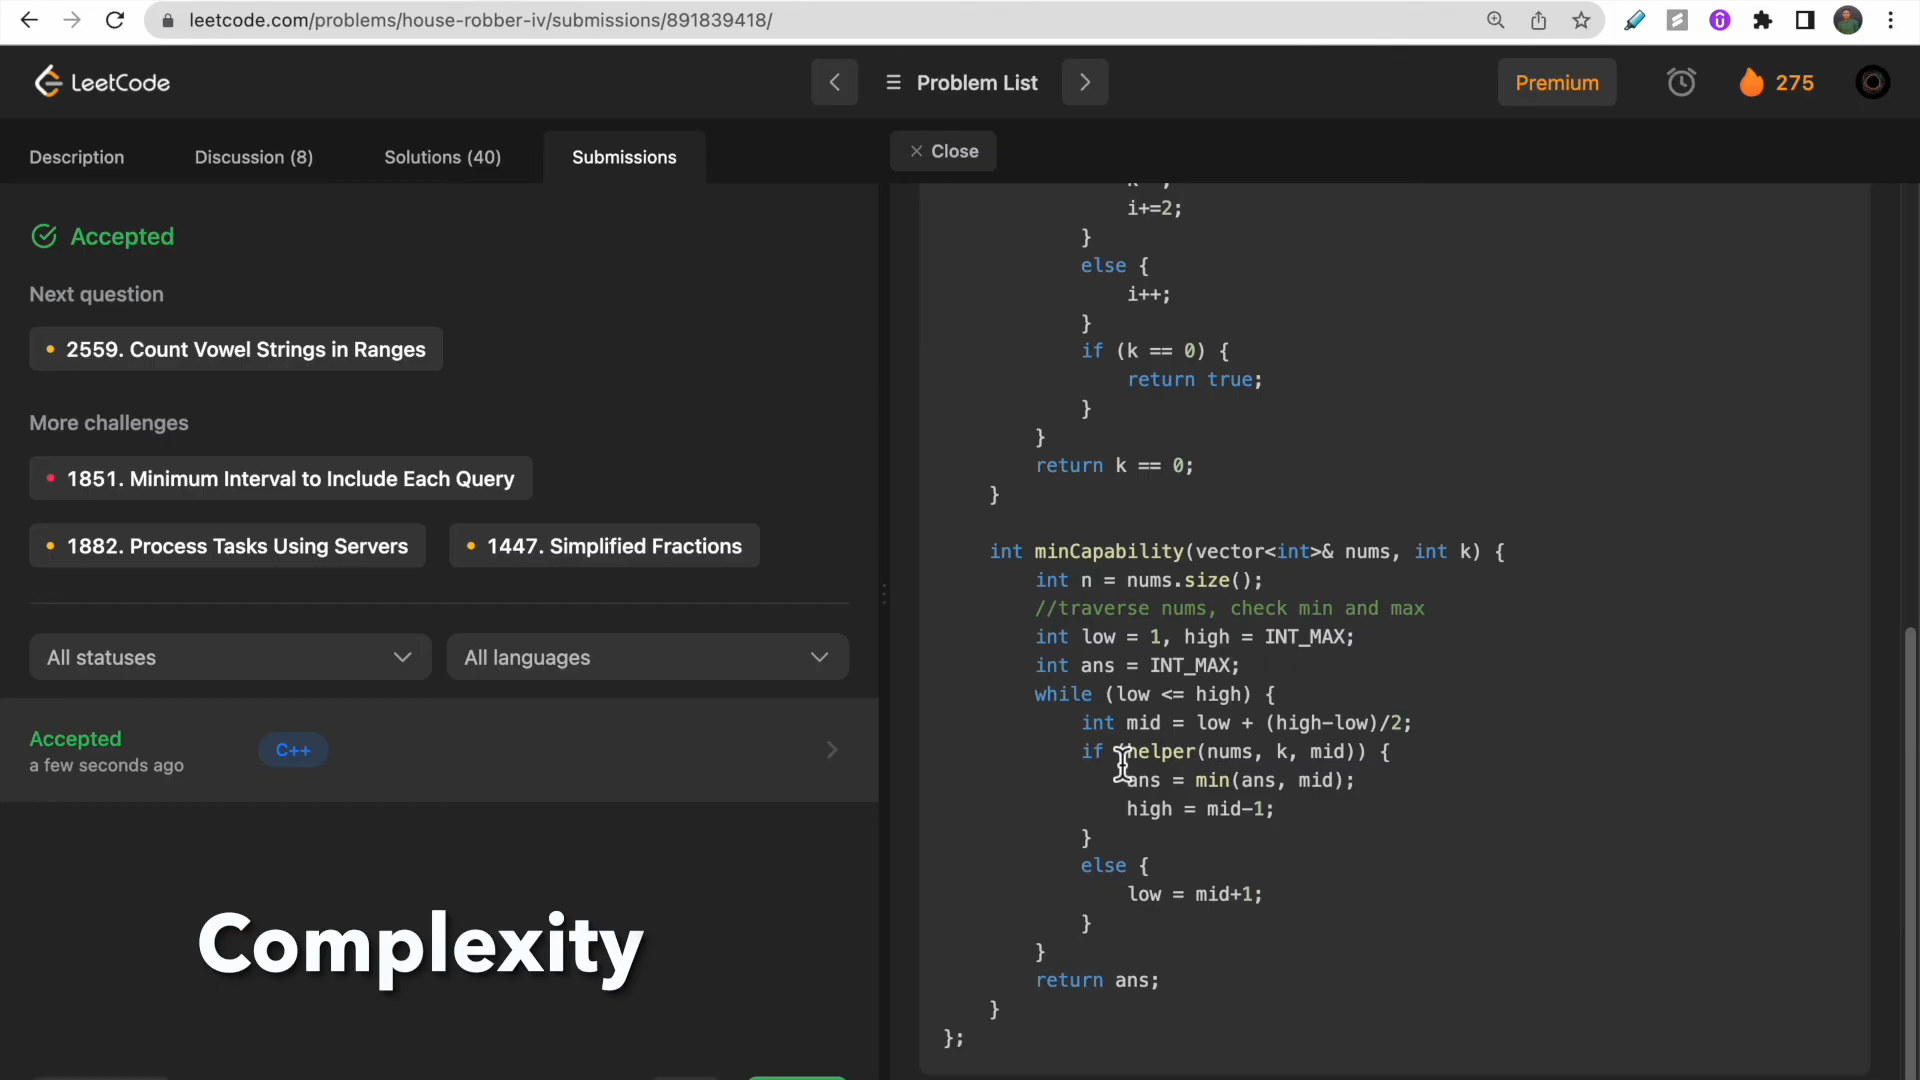 leetcode.com/problems/house-robber-iv/submissions/891839418/
LeetCode
Problem List
Premium
275
Description
Discussion (8)
Solutions (40)
Submissions
Close
Accepted
Next question
2559. Count Vowel Strings in Ranges
More challenges
1851. Minimum Interval to Include Each Query
1882. Process Tasks Using Servers
1447. Simplified Fractions
All statuses
All languages
Accepted
C++
a few seconds ago
Complexity
i+=2;
}
else {
i++;
}
if (k == 0) {
return true;
}
}
return k == 0;
}
int minCapability(vector<int>& nums, int k) {
int n = nums.size();
//traverse nums, check min and max
int low = 1, high = INT_MAX;
int ans = INT_MAX;
while (low <= high) {
int mid = low + (high-low)/2;
if (helper(nums, k, mid)) {
ans = min(ans, mid);
high = mid-1;
}
else {
low = mid+1;
}
}
return ans;
}
};